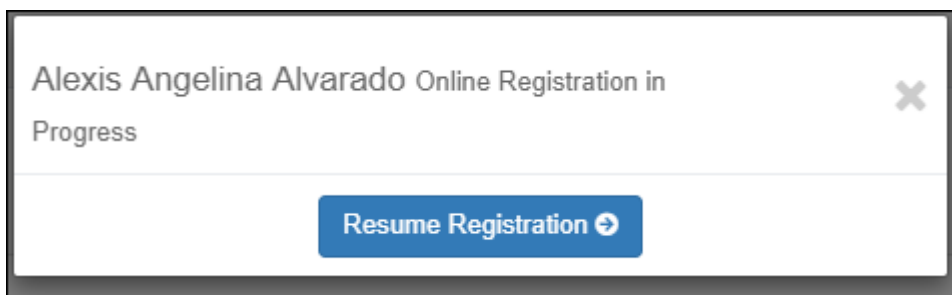 Alexis Angelina Alvarado Online Registration in
Progress
Resume Registration